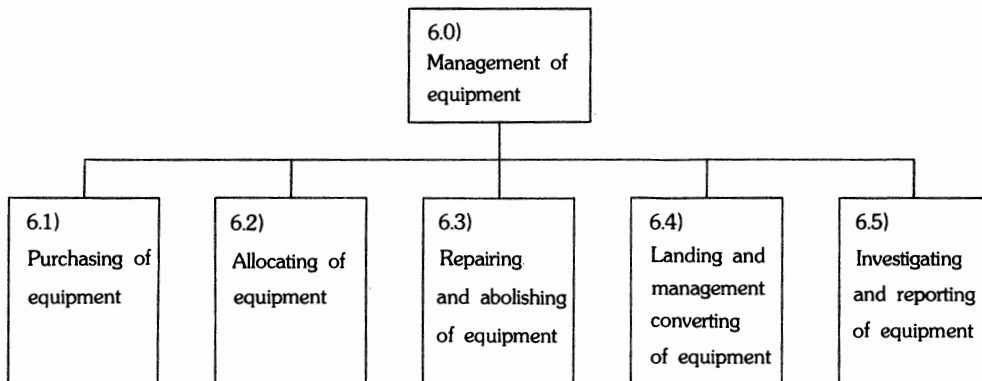 6.0)
Management of
equipment
6.1)
Purchasing of
equipment
6.2)
Allocating of
equipment
6.3)
Repairing
and abolishing
of equipment
6.4)
Landing and
management
converting
of equipment
6.5)
Investigating
and reporting
of equipment